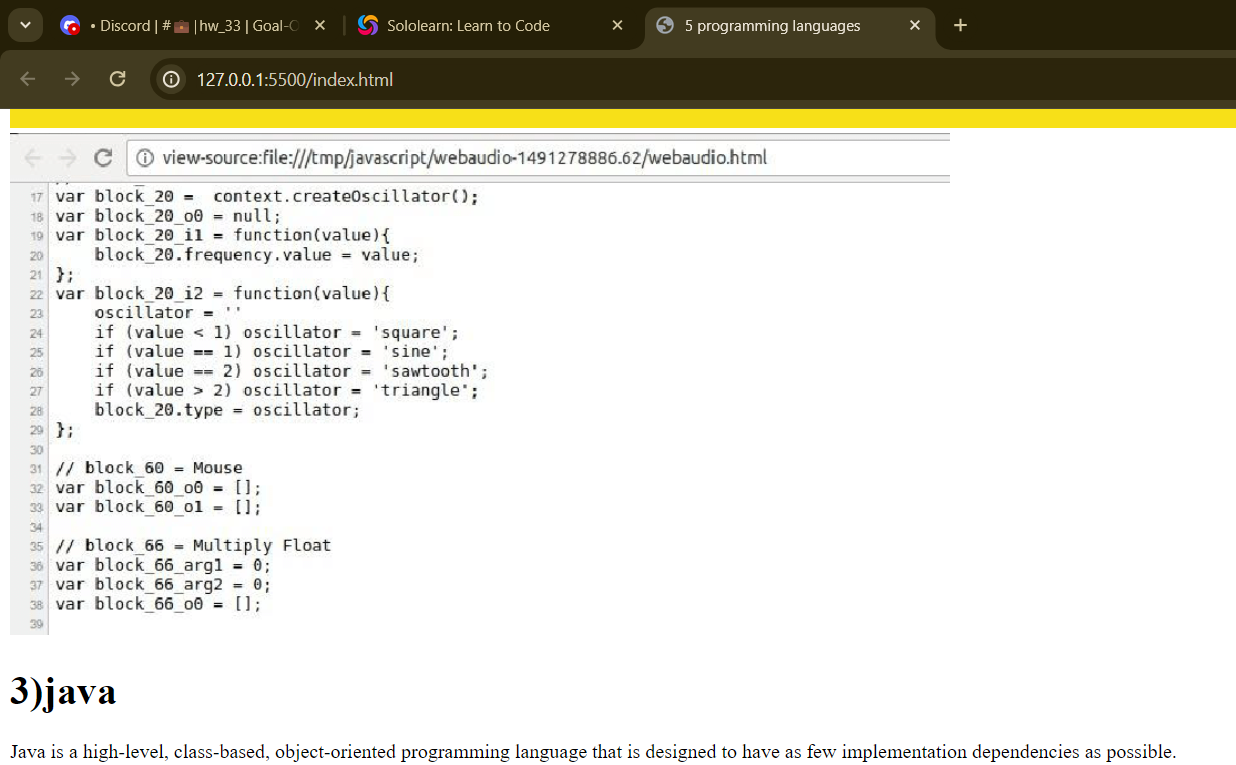 • Discord | #💼|hw_33 | Goal-O
Sololearn: Learn to Code
5 programming languages
127.0.0.1:5500/index.html
view-source:file:///tmp/javascript/webaudio-1491278886.62/webaudio.html
17 var block_20 =  context.createOscillator();
18 var block_20_o0 = null;
19 var block_20_i1 = function(value){
20     block_20.frequency.value = value;
21 };
22 var block_20_i2 = function(value){
23     oscillator = ''
24     if (value < 1) oscillator = 'square';
25     if (value == 1) oscillator = 'sine';
26     if (value == 2) oscillator = 'sawtooth';
27     if (value > 2) oscillator = 'triangle';
28     block_20.type = oscillator;
29 };
30
31 // block_60 = Mouse
32 var block_60_o0 = [];
33 var block_60_o1 = [];
34
35 // block_66 = Multiply Float
36 var block_66_arg1 = 0;
37 var block_66_arg2 = 0;
38 var block_66_o0 = [];
39
3)java
Java is a high-level, class-based, object-oriented programming language that is designed to have as few implementation dependencies as possible.